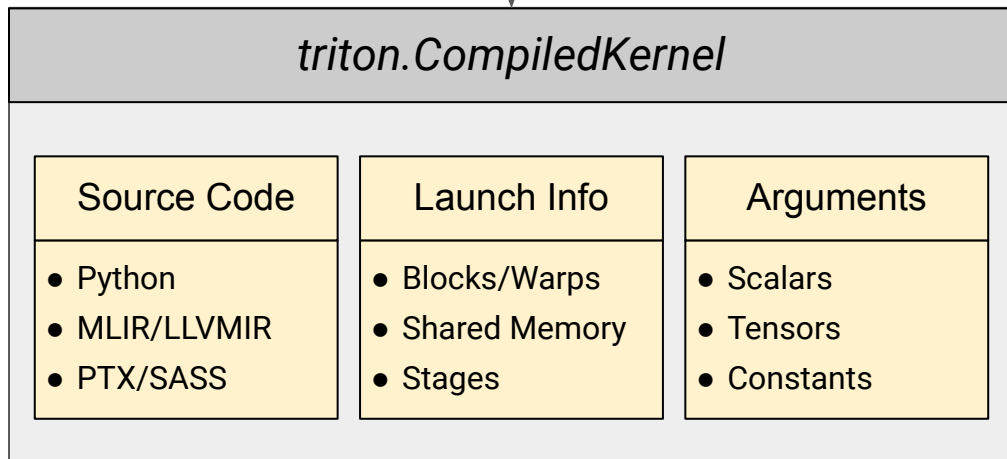 triton.CompiledKernel
Source Code
● Python
● MLIR/LLVMIR
● PTX/SASS
Launch Info
● Blocks/Warps
● Shared Memory
● Stages
Arguments
● Scalars
● Tensors
● Constants